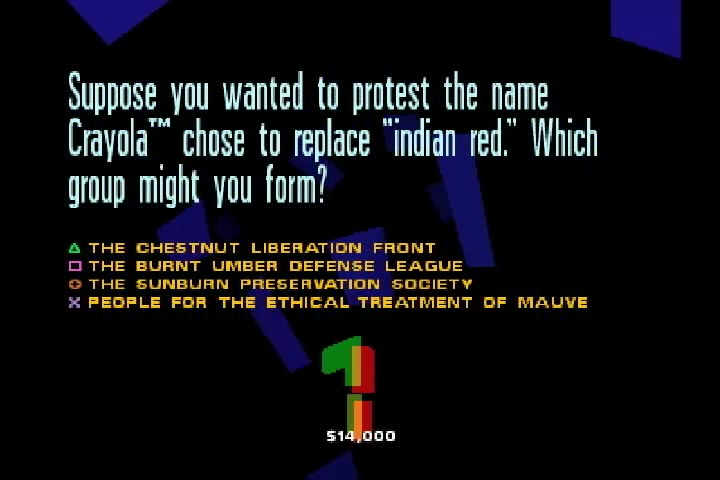 Suppose you wanted to protest the name
Crayola™ chose to replace "indian red." Which
group might you form?
THE CHESTNUT LIBERATION FRONT
THE BURNT UMBER DEFENSE LEAGUE
THE SUNBURN PRESERVATION SOCIETY
PEOPLE FOR THE ETHICAL TREATMENT OF MAUVE
$14,000